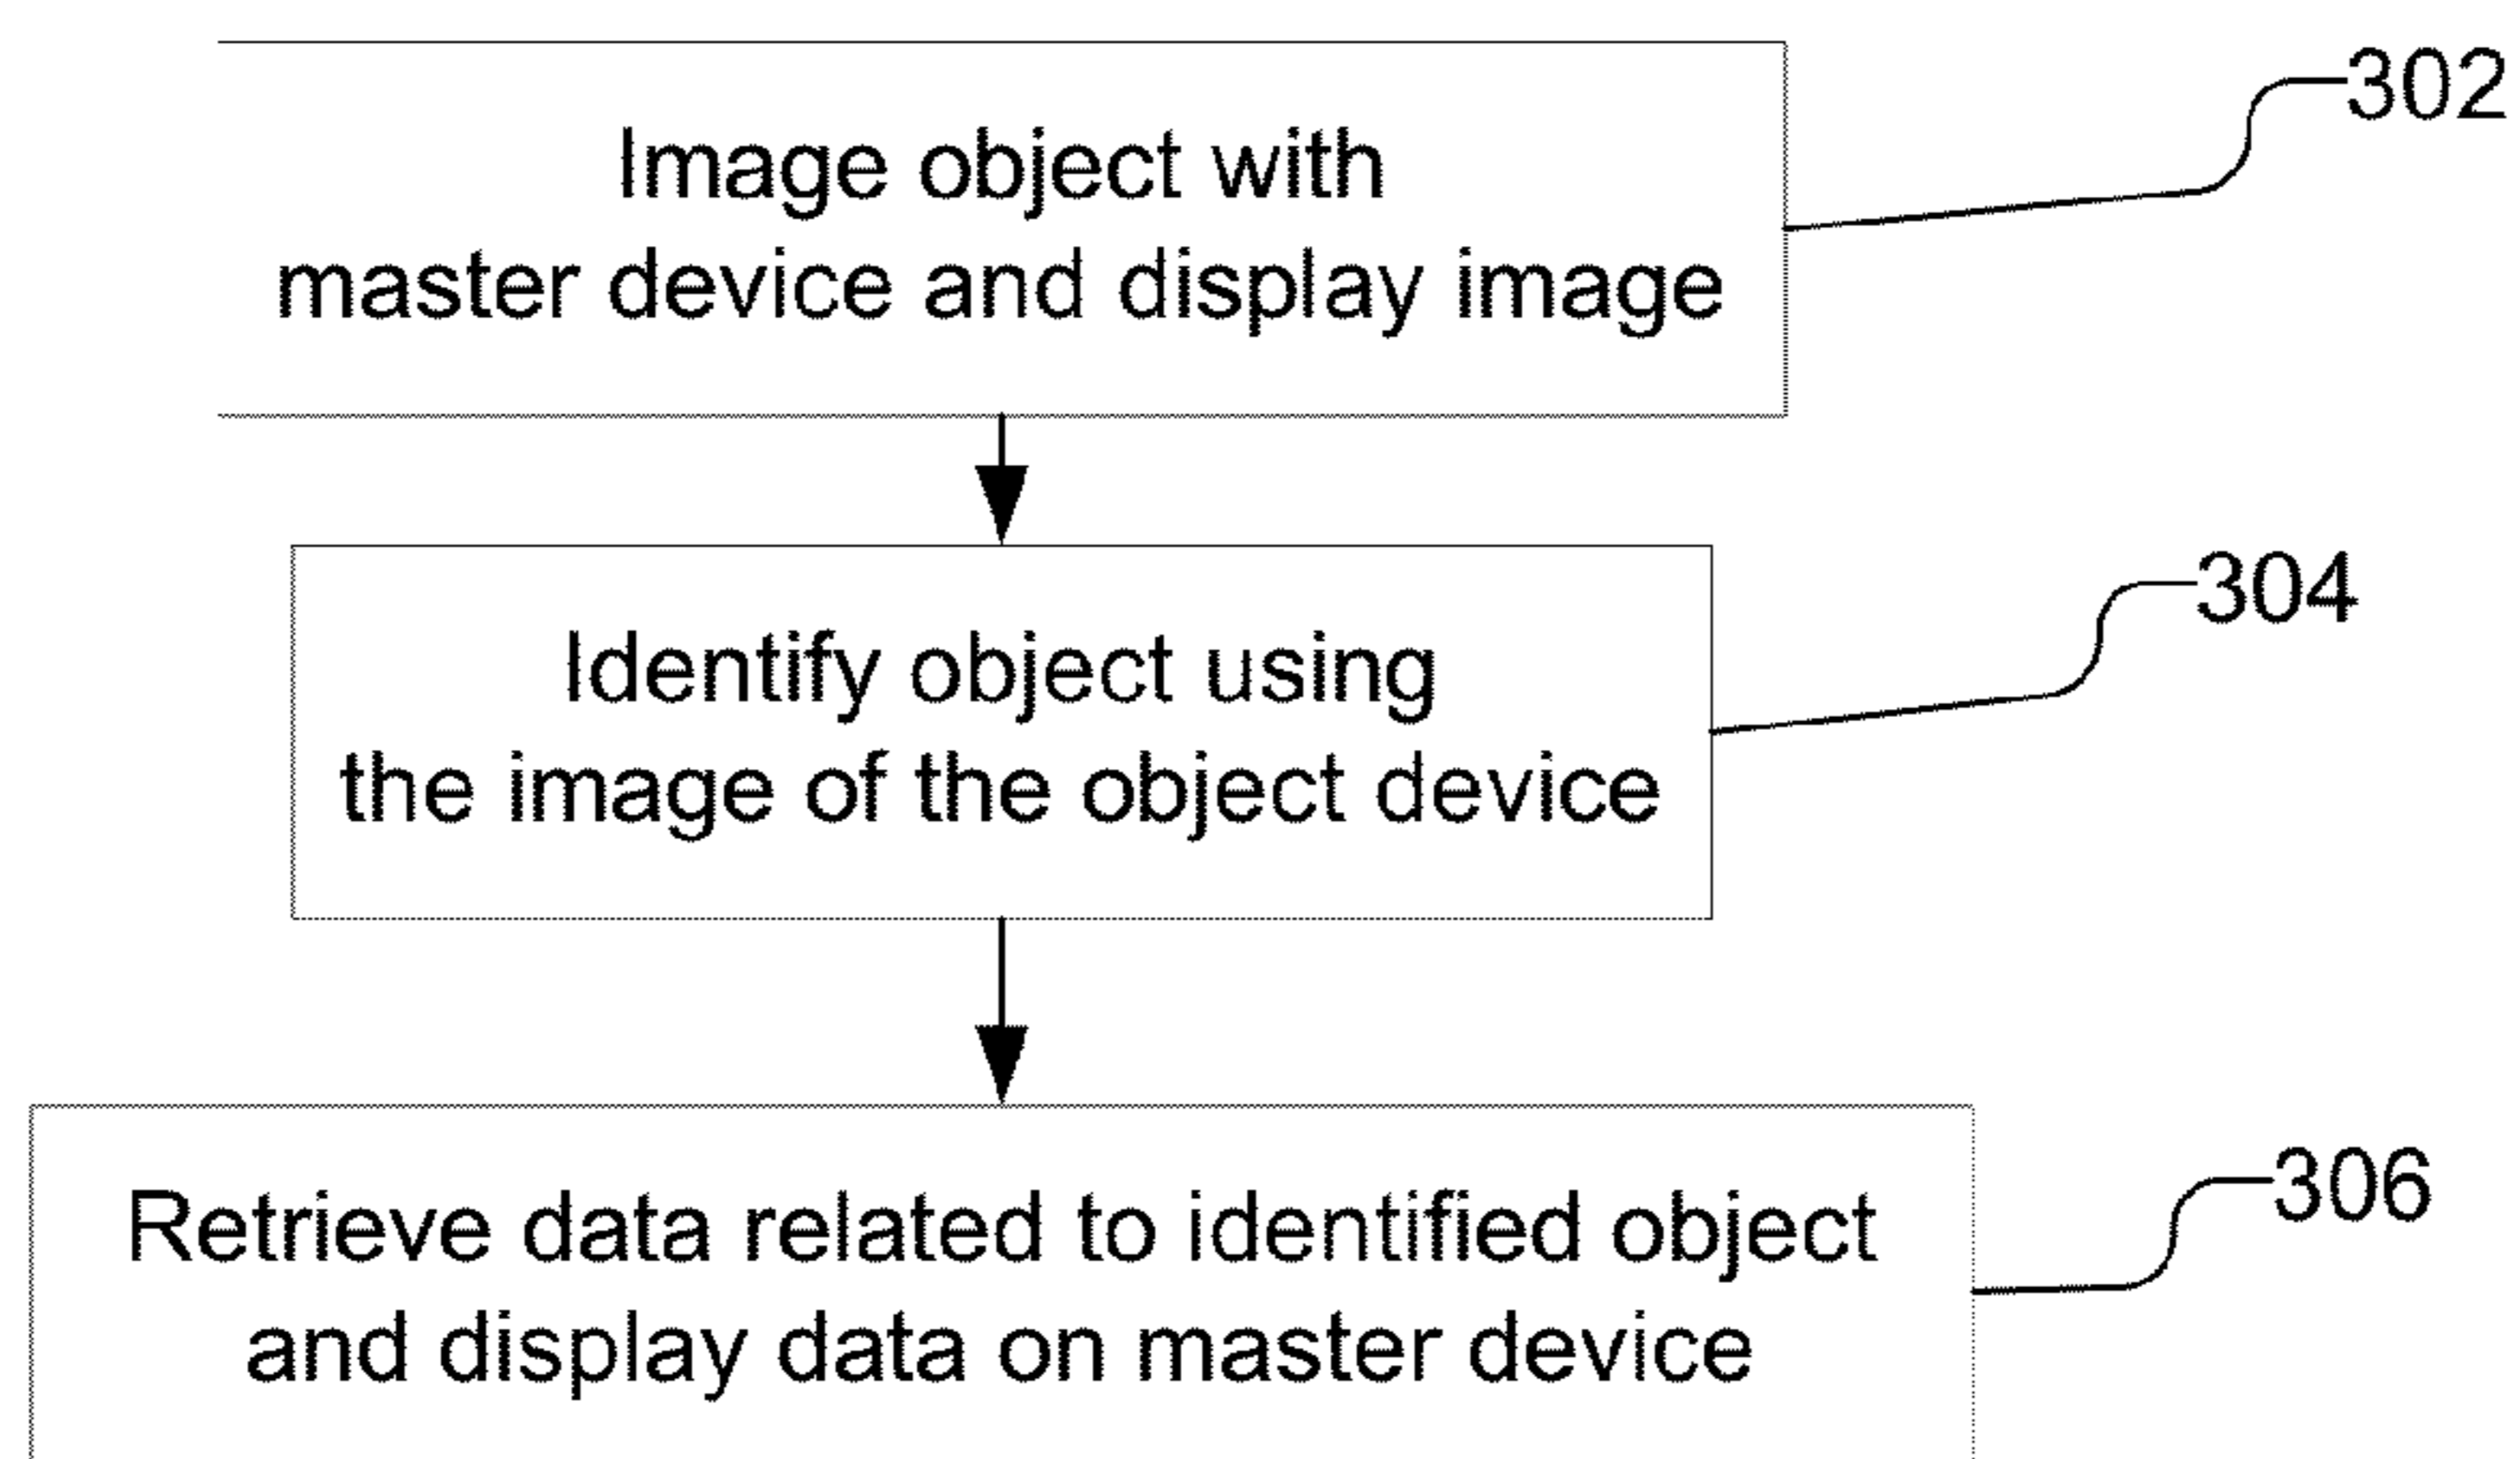 302
Image object with
master device and display image
304
Identify object using
the image of the object device
306
Retrieve data related to identified object
and display data on master device